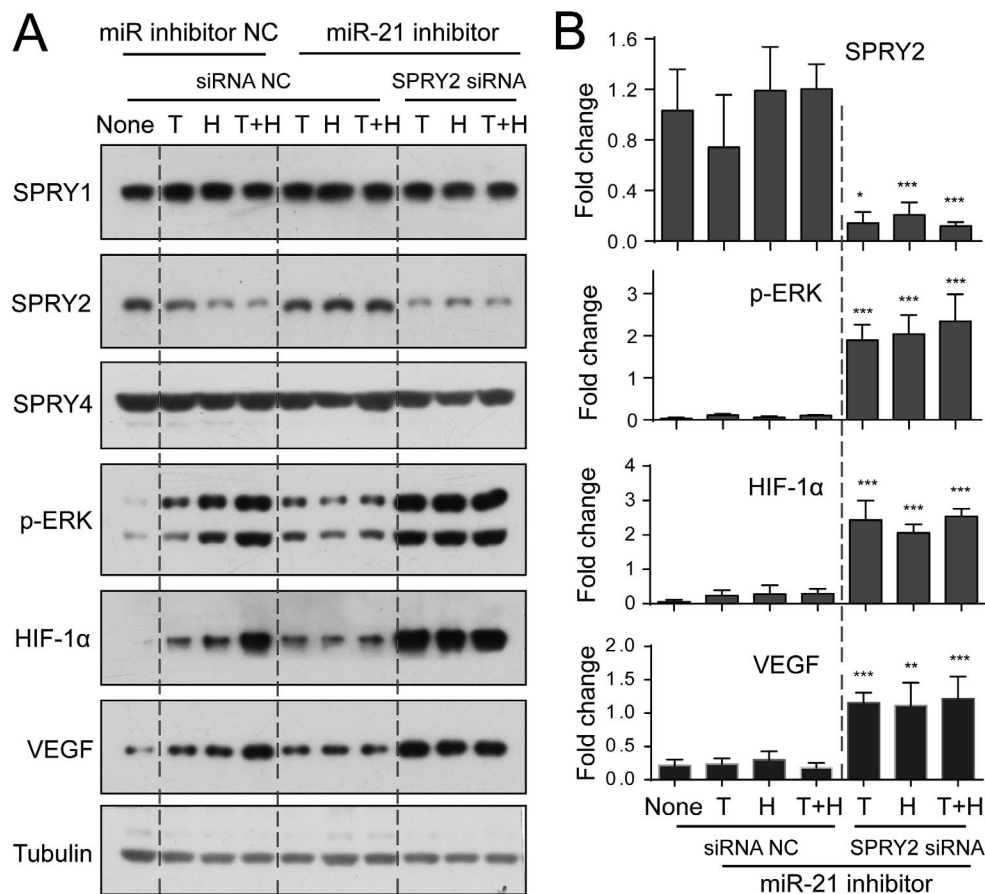 A
miR inhibitor NC miR-21 inhibitor
siRNA NC SPRY2 siRNA
None T H T+H T H T+H T H T+H
SPRY1
SPRY2
SPRY4
p-ERK
HIF-1α
VEGF
Tubulin
B
SPRY2
Fold change
1.6
1.2
0.8
0.4
0.0
* *** ***
p-ERK
Fold change
3
2
1
0
*** *** ***
HIF-1α
Fold change
4
3
2
1
0
*** *** ***
VEGF
Fold change
2.0
1.5
1.0
0.5
0.0
*** ** ***
None T H T+H T H T+H
siRNA NC SPRY2 siRNA
miR-21 inhibitor